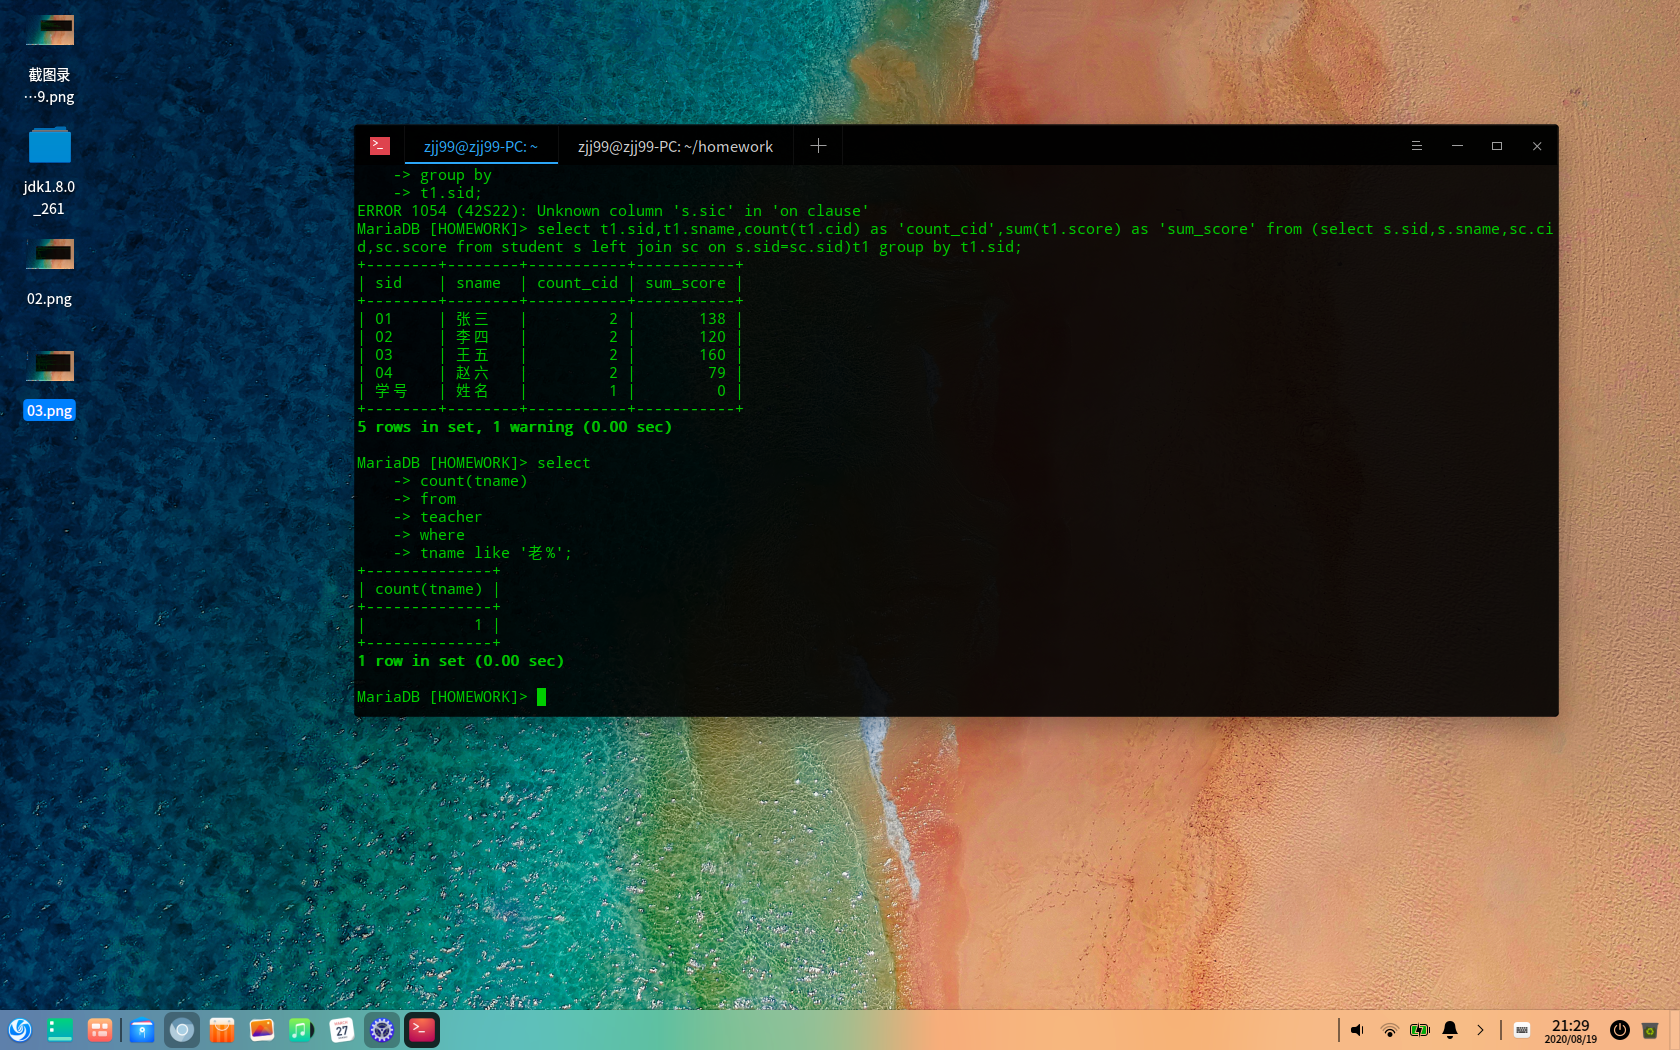 截图录
…9.png
jdk1.8.0
_261
02.png
03.png
zjj99@zjj99-PC: ~
zjj99@zjj99-PC: ~/homework
    -> group by
    -> t1.sid;
ERROR 1054 (42S22): Unknown column 's.sic' in 'on clause'
MariaDB [HOMEWORK]> select t1.sid,t1.sname,count(t1.cid) as 'count_cid',sum(t1.score) as 'sum_score' from (select s.sid,s.sname,sc.ci
d,sc.score from student s left join sc on s.sid=sc.sid)t1 group by t1.sid;
+--------+--------+-----------+-----------+
| sid    | sname  | count_cid | sum_score |
+--------+--------+-----------+-----------+
| 01     | 张三   |         2 |       138 |
| 02     | 李四   |         2 |       120 |
| 03     | 王五   |         2 |       160 |
| 04     | 赵六   |         2 |        79 |
| 学号   | 姓名   |         1 |         0 |
+--------+--------+-----------+-----------+
5 rows in set, 1 warning (0.00 sec)
MariaDB [HOMEWORK]> select
    -> count(tname)
    -> from
    -> teacher
    -> where
    -> tname like '老%';
+--------------+
| count(tname) |
+--------------+
|            1 |
+--------------+
1 row in set (0.00 sec)
MariaDB [HOMEWORK]>
27
21:29
2020/08/19